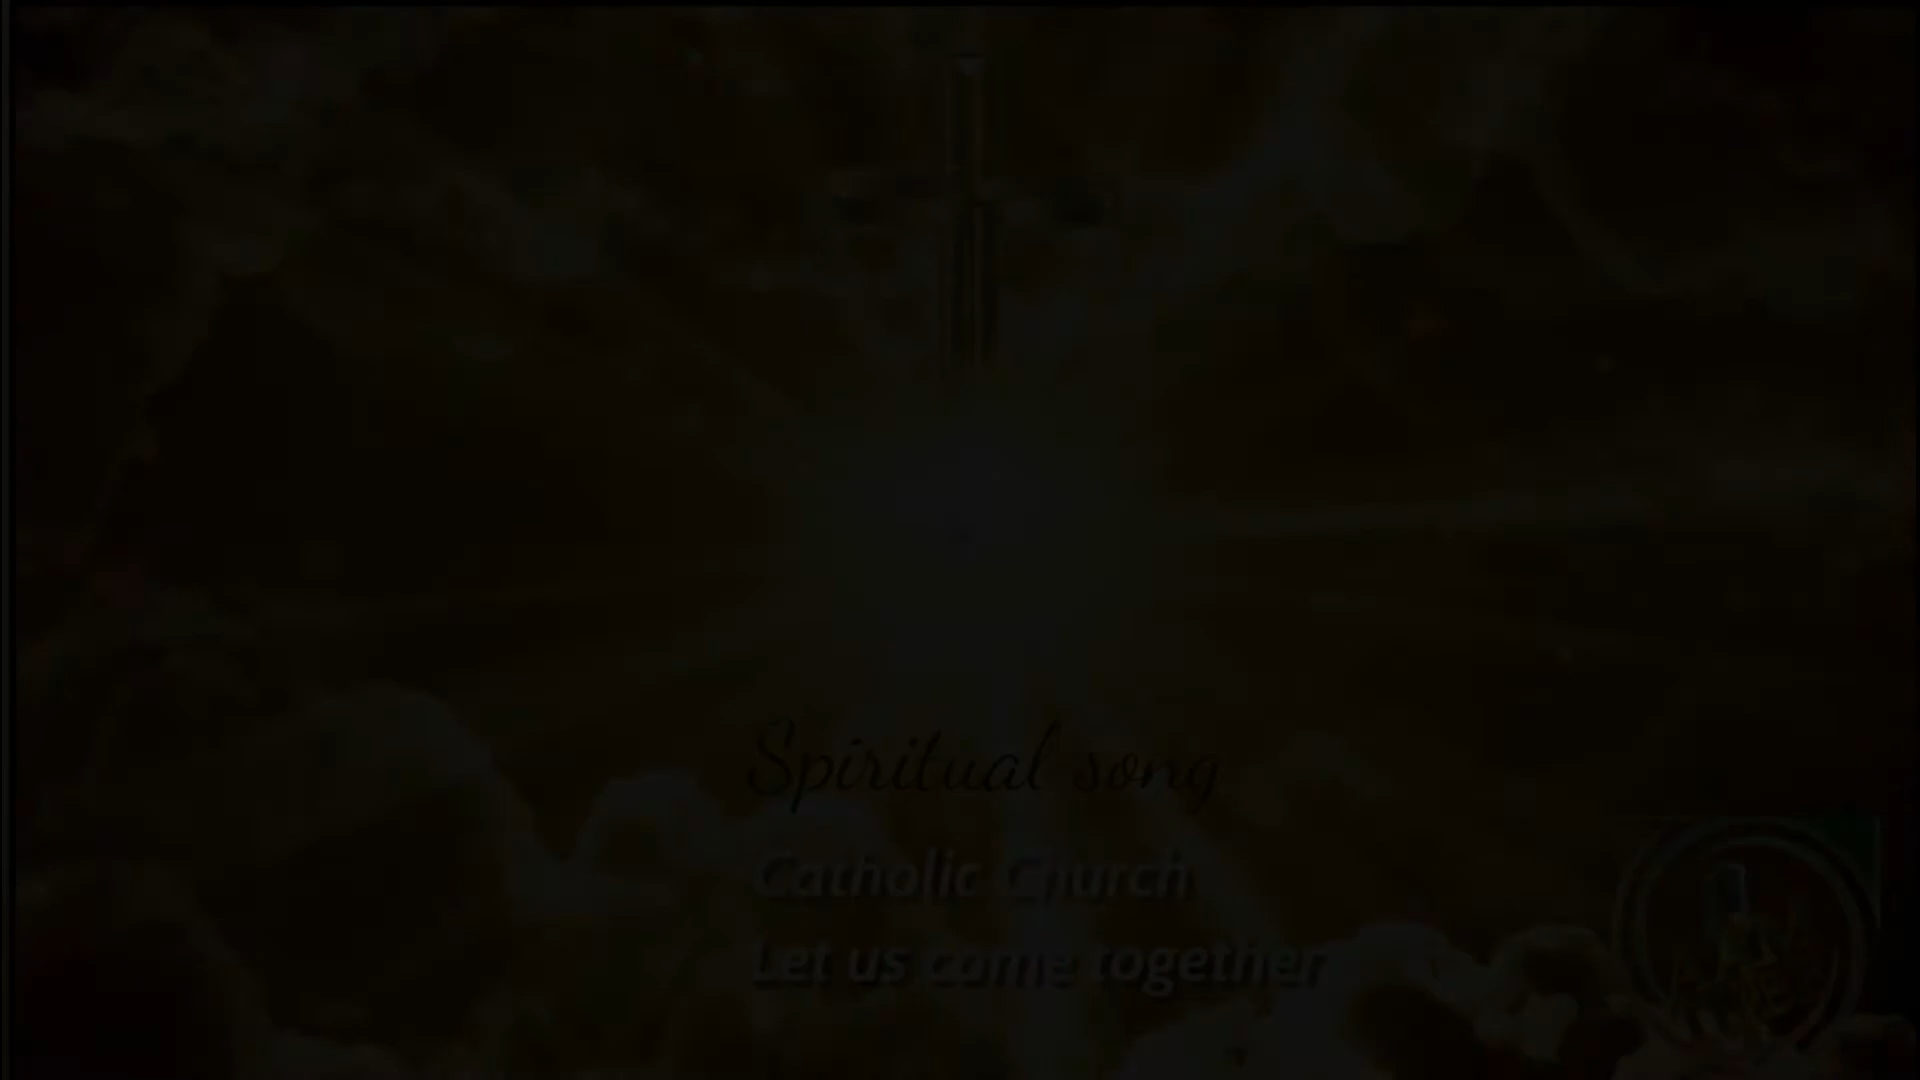 Spiritual song
Catholic Church
Let us come together